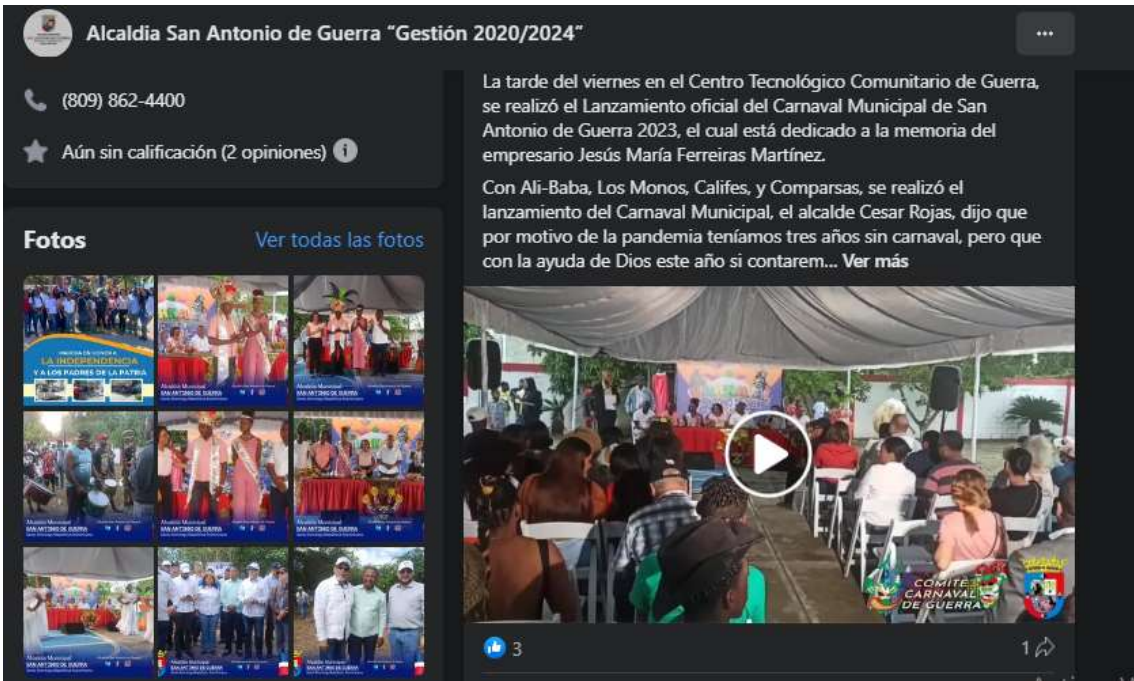 Alcaldia San Antonio de Guerra "Gestión 2020/2024"
(809) 862-4400
Aún sin calificación (2 opiniones)
Fotos
Ver todas las fotos
LA INDEPENDENCIA
Y A LOS PADRES DE LA PATRIA
La tarde del viernes en el Centro Tecnológico Comunitario de Guerra,
se realizó el Lanzamiento oficial del Carnaval Municipal de San
Antonio de Guerra 2023, el cual está dedicado a la memoria del
empresario Jesús María Ferreiras Martínez.
Con Ali-Baba, Los Monos, Califes, y Comparsas, se realizó el
lanzamiento del Carnaval Municipal, el alcalde Cesar Rojas, dijo que
por motivo de la pandemia teníamos tres años sin carnaval, pero que
con la ayuda de Dios este año si contarem... Ver más
COMITÉ
CARNAVAL
DE GUERRA
3
1